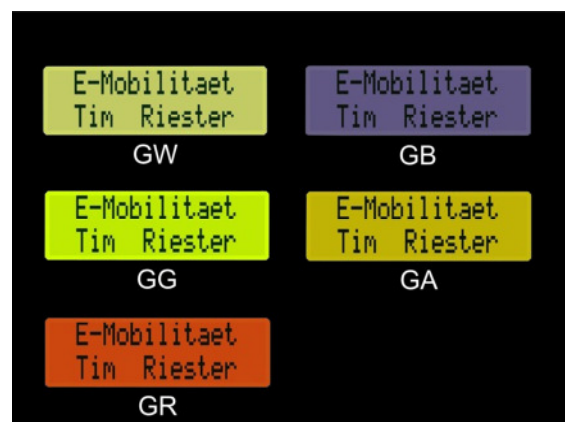 E-Mobilitaet
Tim Riester
GW
E-Mobilitaet
Tim Riester
GB
E-Mobilitaet
Tim Riester
GG
E-Mobilitaet
Tim Riester
GA
E-Mobilitaet
Tim Riester
GR